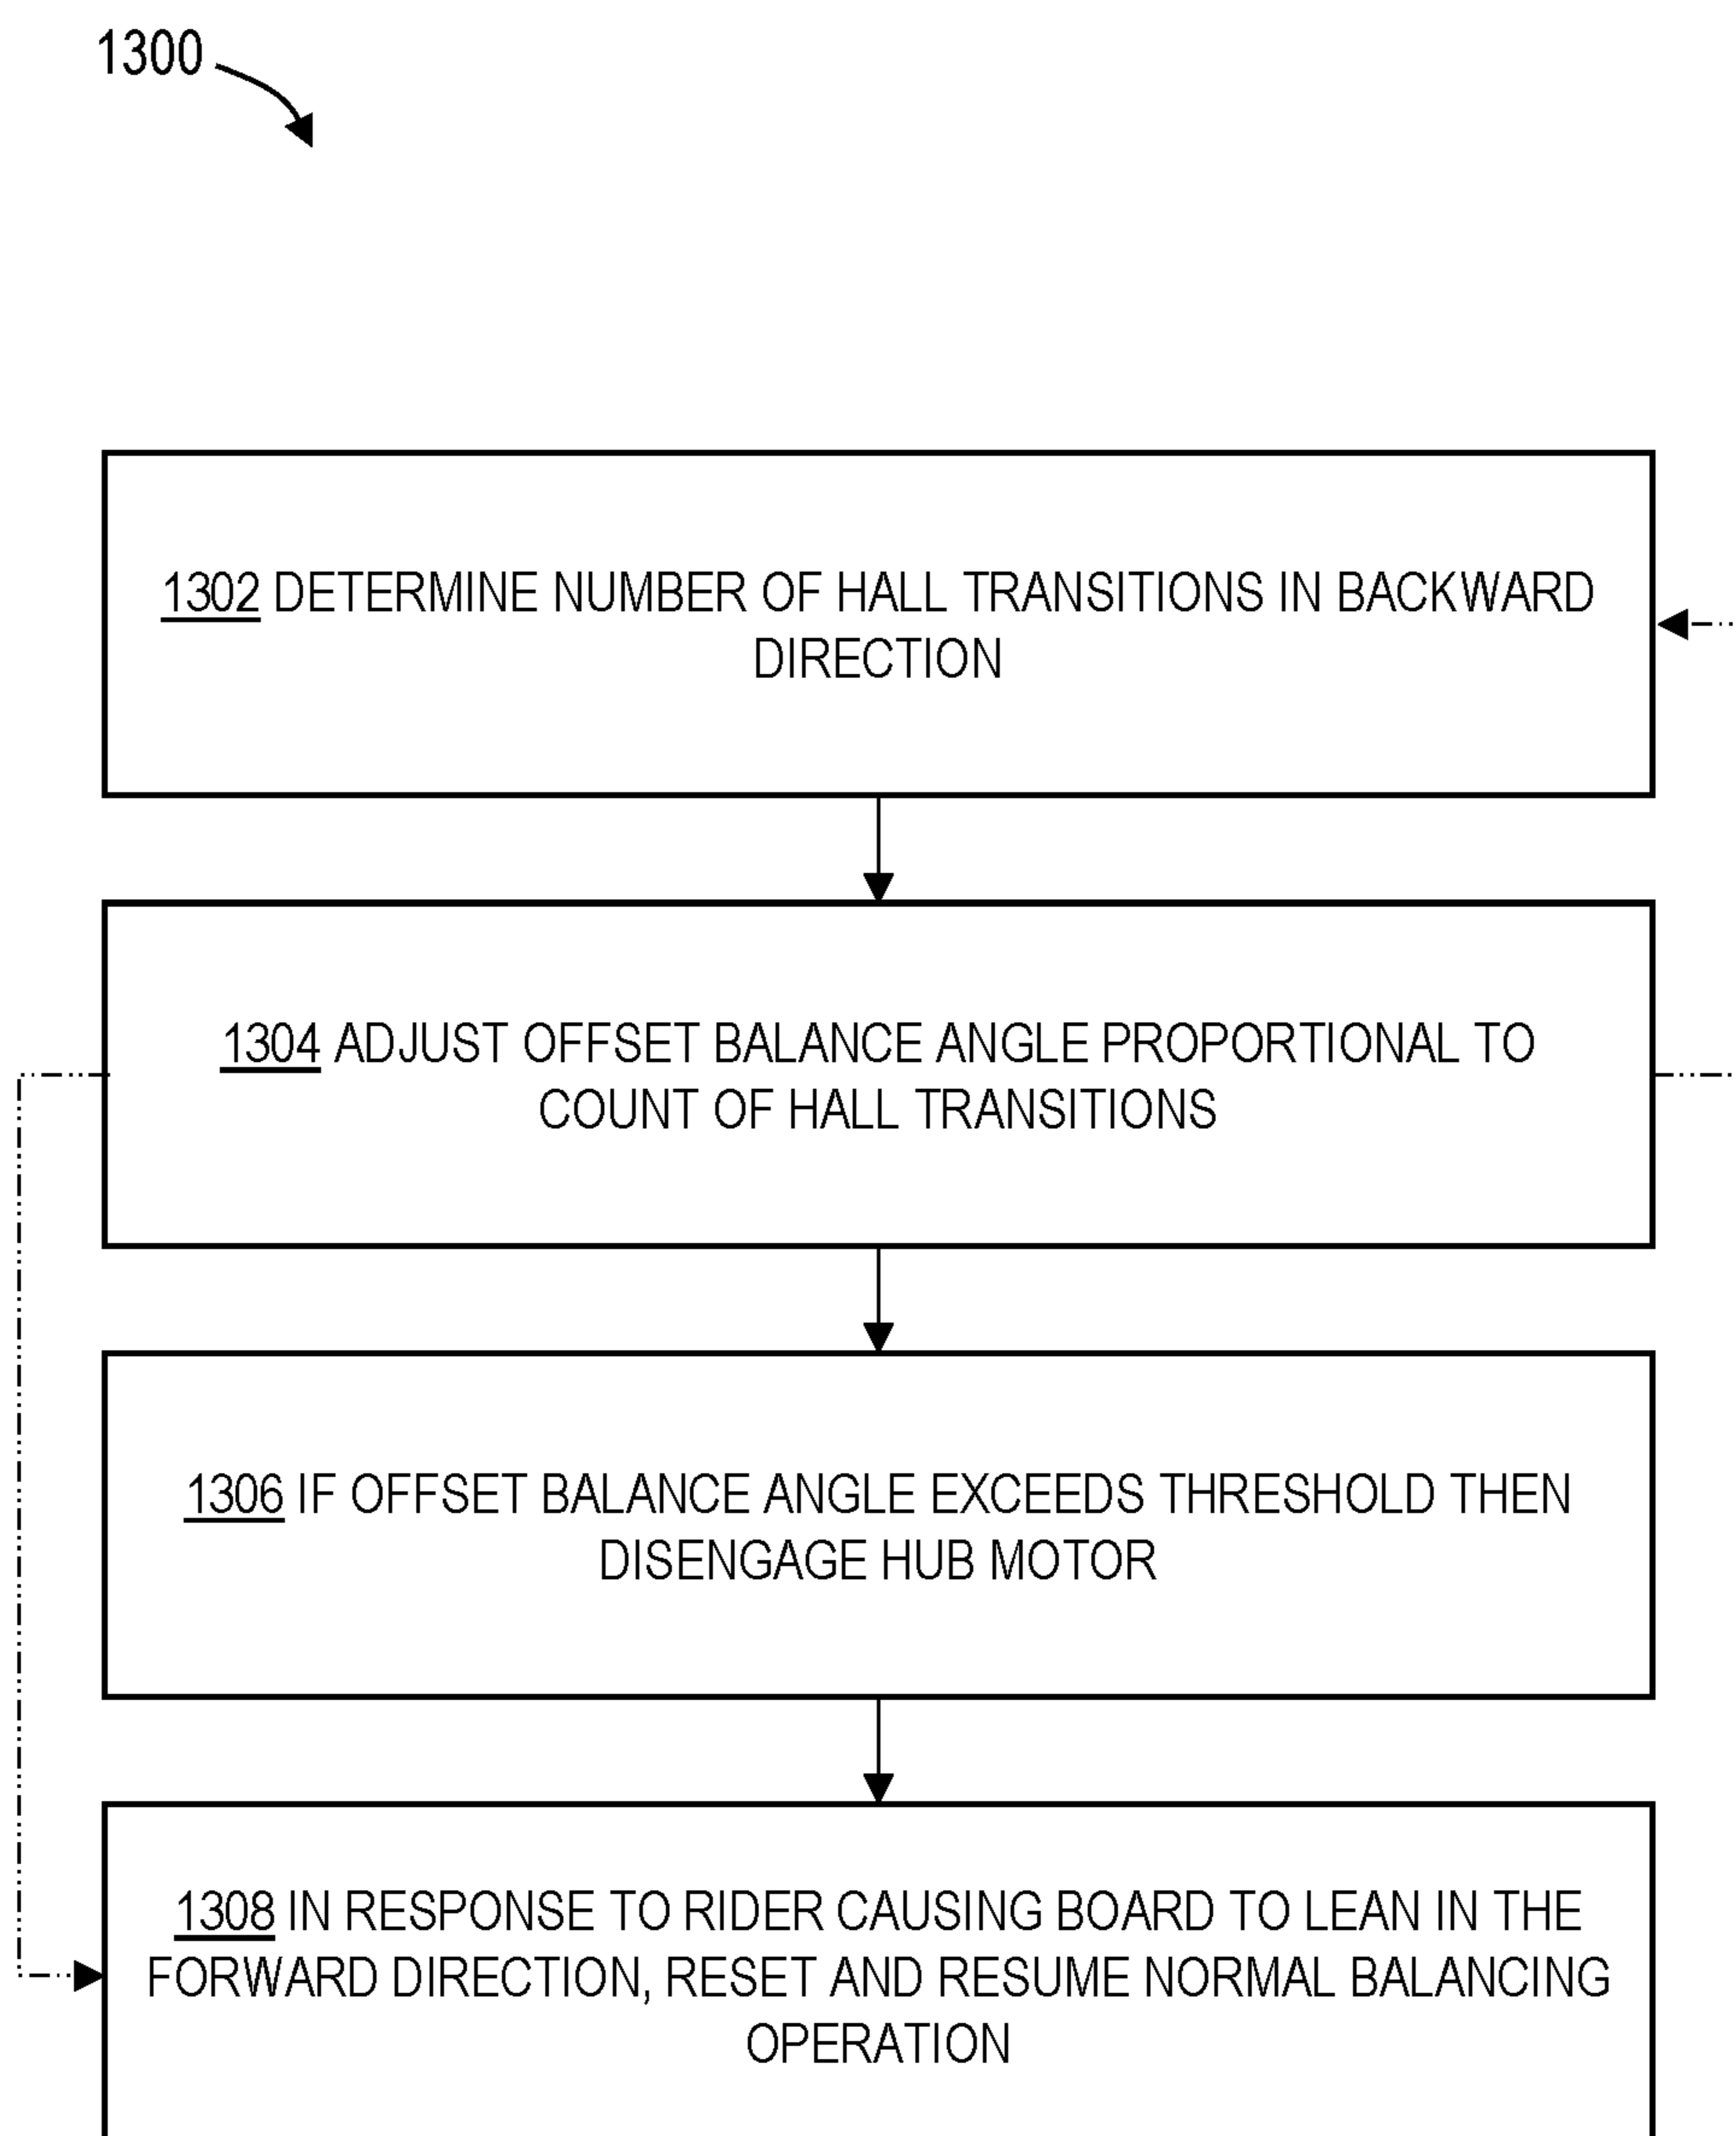 1300
1302 DETERMINE NUMBER OF HALL TRANSITIONS IN BACKWARD
DIRECTION
1304 ADJUST OFFSET BALANCE ANGLE PROPORTIONAL TO
COUNT OF HALL TRANSITIONS
1306 IF OFFSET BALANCE ANGLE EXCEEDS THRESHOLD THEN
DISENGAGE HUB MOTOR
1308 IN RESPONSE TO RIDER CAUSING BOARD TO LEAN IN THE
FORWARD DIRECTION, RESET AND RESUME NORMAL BALANCING
OPERATION